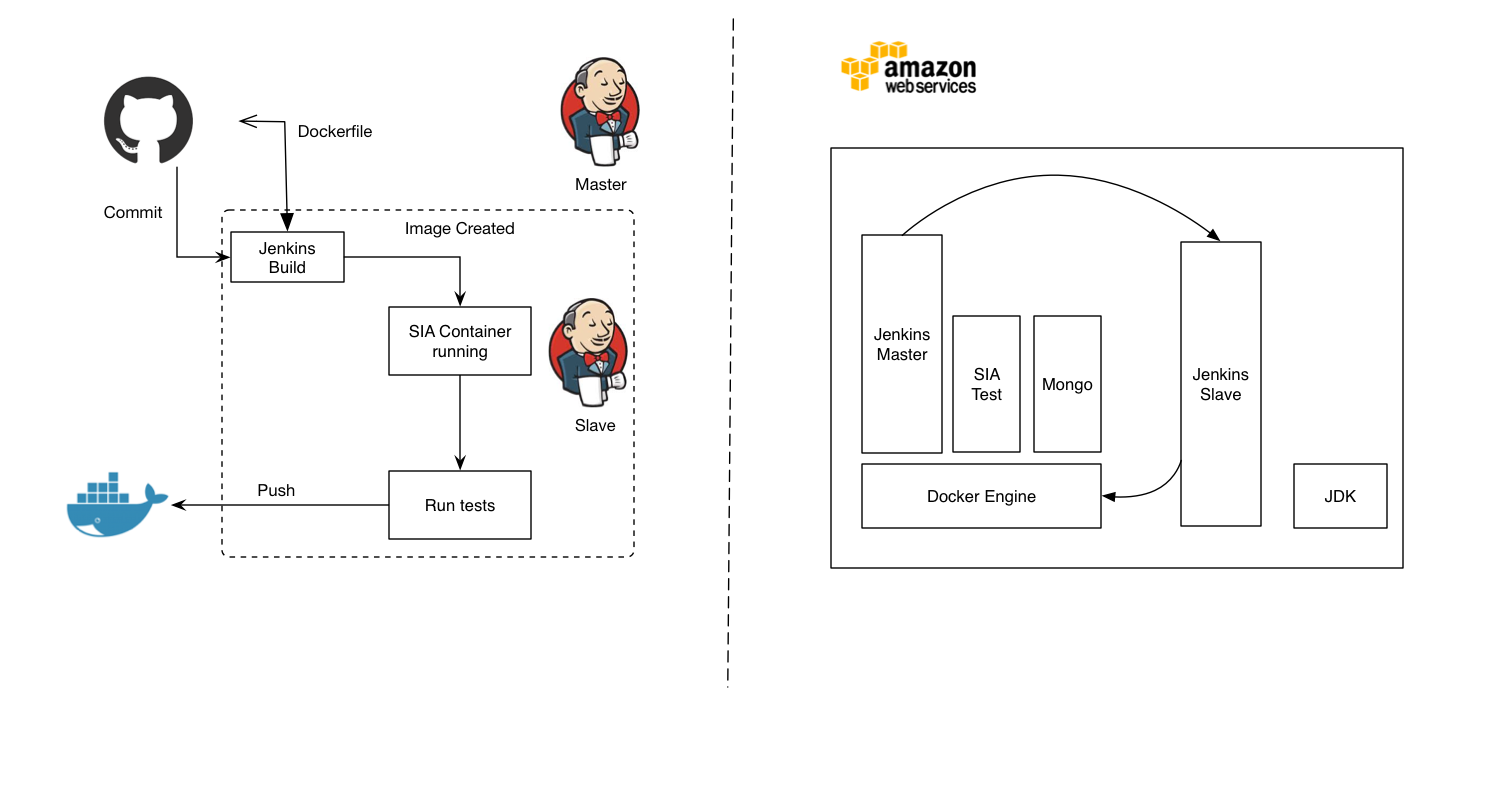 Dockerfile
Master
Commit
Image Created
Jenkins
Build
SIA Container
running
Slave
Push
Run tests
amazon
webservices
Jenkins
Master
SIA
Test
Mongo
Jenkins
Slave
Docker Engine
JDK